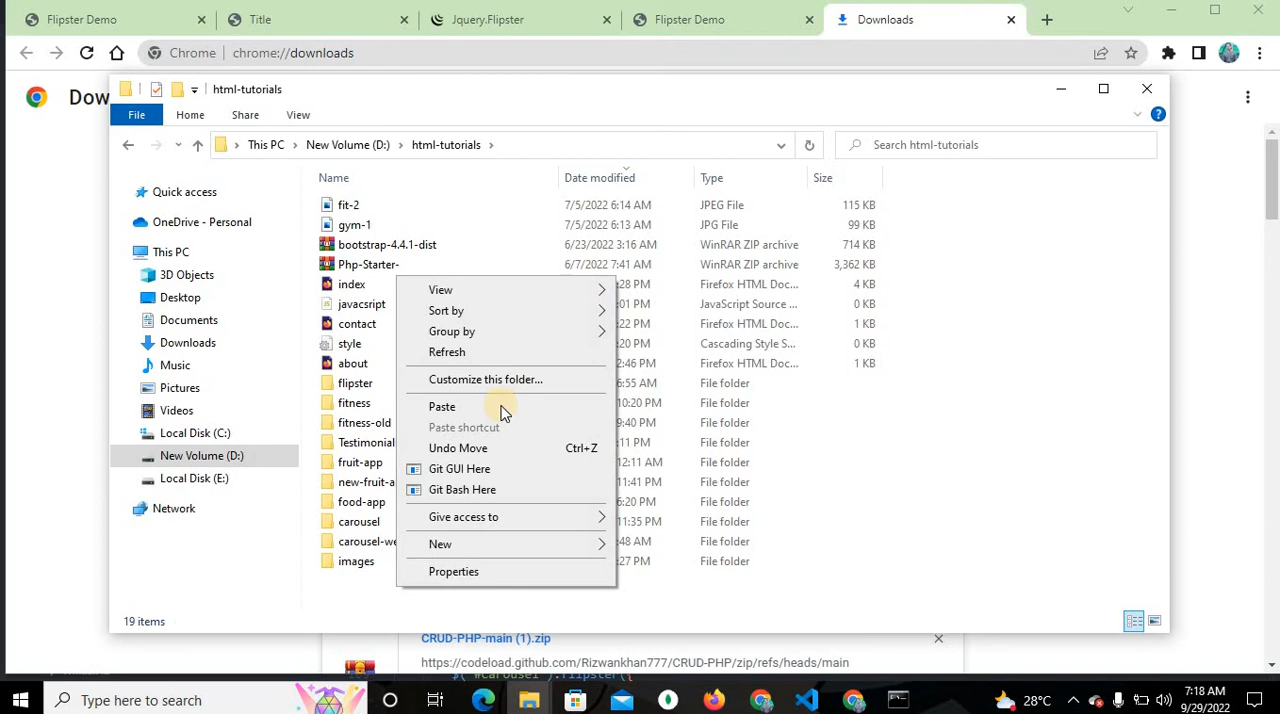 Flipster Demo
Title
Jquery.Flipster
Flipster Demo
Downloads
Chrome
chrome://downloads
Dow
html-tutorials
File
Home
Share
View
This PC
New Volume (D:)
html-tutorials
Search html-tutorials
Quick access
OneDrive - Personal
This PC
3D Objects
Desktop
Documents
Downloads
Music
Pictures
Videos
Local Disk (C:)
New Volume (D:)
Local Disk (E:)
Network
Name Date modified Type Size
fit-2 7/5/2022 6:14 AM JPEG File 115 KB
gym-1 7/5/2022 6:13 AM JPG File 99 KB
bootstrap-4.4.1-dist 6/23/2022 3:16 AM WinRAR ZIP archive 714 KB
Php-Starter- 6/7/2022 7:41 AM WinRAR ZIP archive 3,362 KB
index :28 PM Firefox HTML Doc... 4 KB
javacsript :01 PM JavaScript Source ... 2 KB
contact :22 PM Firefox HTML Doc... 1 KB
style :20 PM Cascading Style S... 2 KB
about 2:46 PM Firefox HTML Doc... 1 KB
flipster 6:55 AM File folder
fitness 10:20 PM File folder
fitness-old 9:40 PM File folder
Testimonial :11 PM File folder
fruit-app 12:11 AM File folder
new-fruit-a 11:41 PM File folder
food-app 6:20 PM File folder
carousel 11:35 PM File folder
carousel-we :48 AM File folder
images :27 PM File folder
View
Sort by
Group by
Refresh
Customize this folder...
Paste
Paste shortcut
Undo Move Ctrl+Z
Git GUI Here
Git Bash Here
Give access to
New
Properties
19 items
CRUD-PHP-main (1).zip
https://codeload.github.com/Rizwankhan777/CRUD-PHP/zip/refs/heads/main
$("#carousel").flipster({
Type here to search
28°C
7:18 AM
9/29/2022